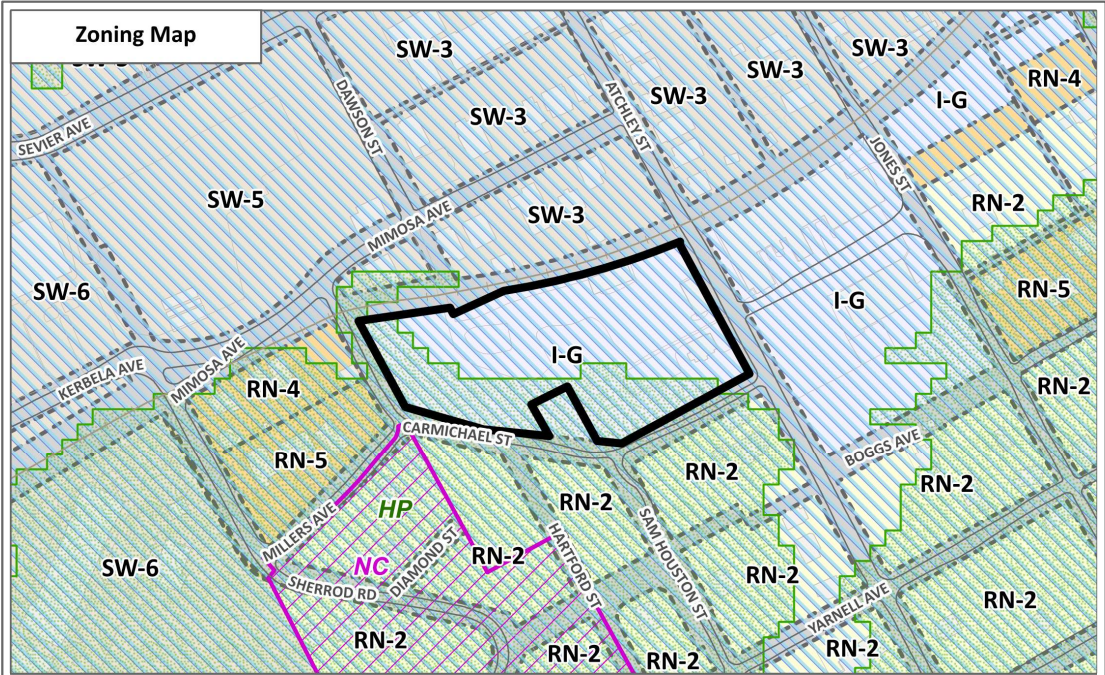 Zoning Map
SW-3
SW-3
SW-3
RN-4
SW-3
I-G
DAWSON ST
ATCHLEY ST
SW-3
SEVIER AVE
JONES ST
SW-5
RN-2
MIMOSA AVE
SW-3
SW-6
RN-5
I-G
I-G
KERBELA AVE
MIMOSA AVE
RN-4
RN-2
CARMICHAEL ST
BOGGS AVE
RN-5
RN-2
RN-2
RN-2
HP
MILLERS AVE
SAM HOUSTON ST
HARTFORD ST
RN-2
NC
DIAMOND ST
SW-6
RN-2
SHERROD RD
YARNELL AVE
RN-2
RN-2
RN-2
RN-2
RN-2